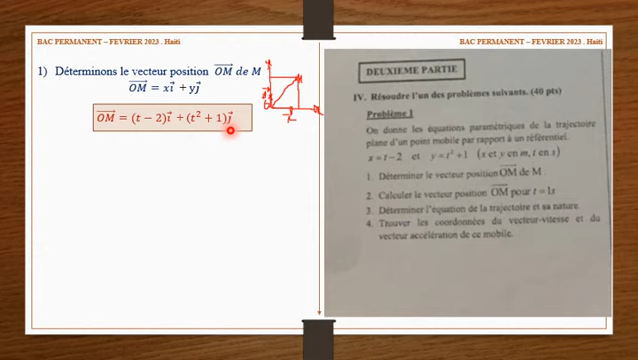 BAC PERMANENT – FEVRIER 2023 . Haiti
1) Déterminons le vecteur position OM⃗ de M
OM⃗ = xi⃗ + yj⃗
OM⃗ = (t − 2)i⃗ + (t² + 1)j⃗
BAC PERMANENT – FEVRIER 2023 . Haiti
DEUXIEME PARTIE
IV. Résoudre l'un des problèmes suivants. (40 pts)
Problème 1
On donne les équations paramétriques de la trajectoire
plane d'un point mobile par rapport à un référentiel.
x = t − 2 et y = t² + 1 (x et y en m, t en s)
1. Déterminer le vecteur position OM⃗ de M.
2. Calculer le vecteur position OM⃗ pour t = 1s
3. Déterminer l'équation de la trajectoire et sa nature.
4. Trouver les coordonnées du vecteur-vitesse et du
vecteur accélération de ce mobile.